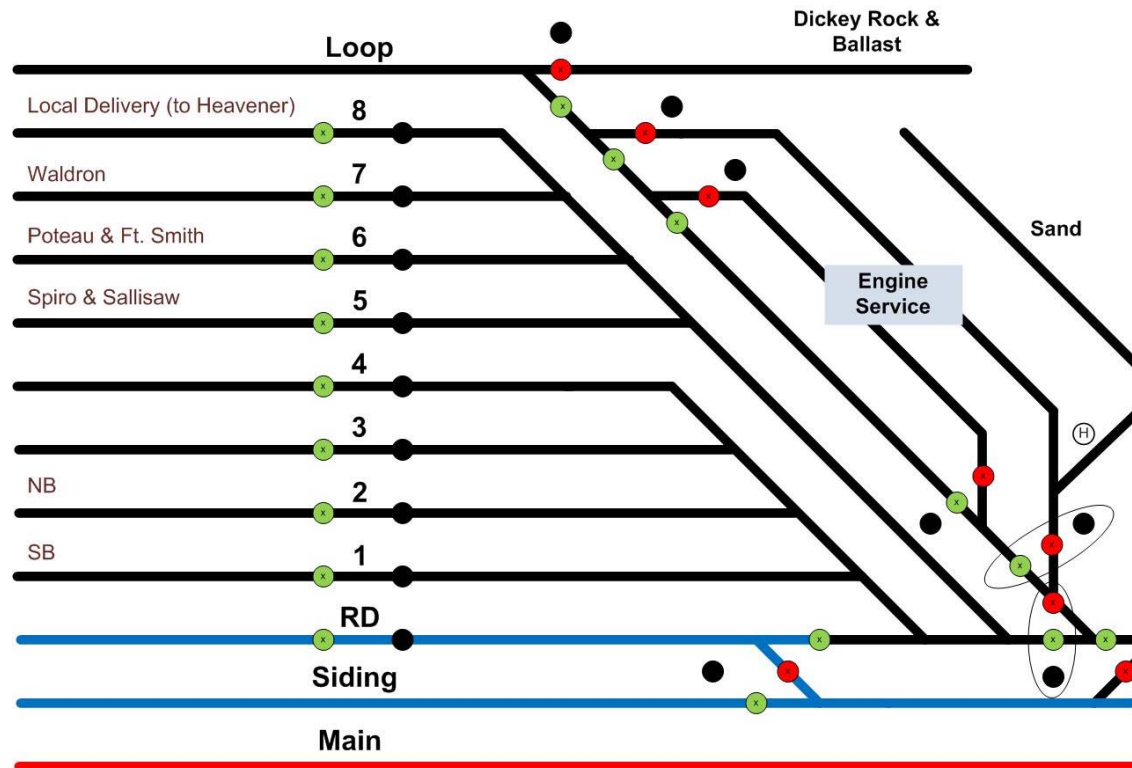 Dickey Rock &
Ballast
Loop
x
x
Local Delivery (to Heavener)
8
x
x
x
Waldron
7
x
x
x
Sand
Poteau & Ft. Smith
6
x
Engine
Service
Spiro & Sallisaw
5
x
4
x
3
x
H
x
NB
2
x
x
x
SB
1
x
x
x
RD
x
x
x
x
Siding
x
x
x
Main